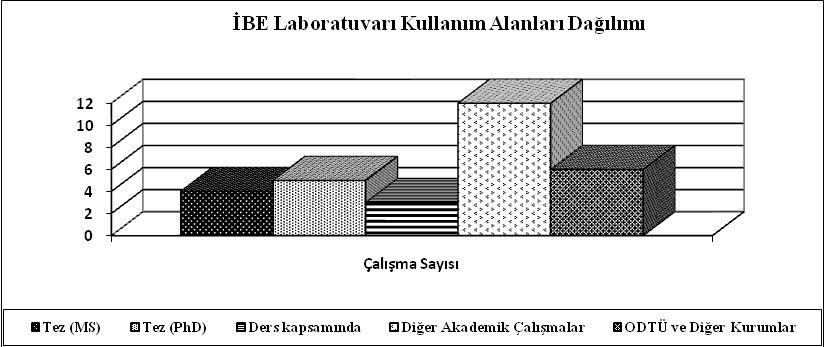 İBE Laboratuvarı Kullanım Alanları Dağılımı
12
10
8
6
4
2
0
Çalışma Sayısı
Tez (MS) Tez (PhD) Ders kapsamında Diğer Akademik Çalışmalar ODTÜ ve Diğer Kurumlar